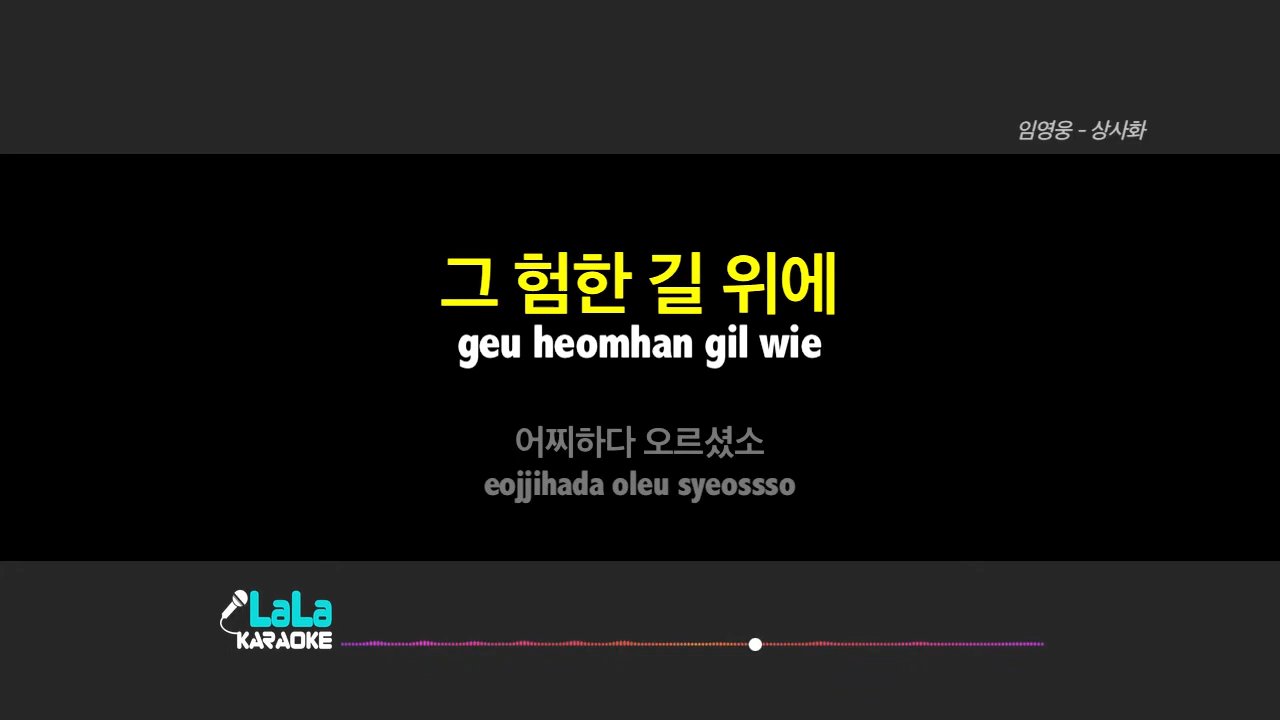 임영웅 - 상사화
그 험한 길 위에
geu heomhan gil wie
어찌하다 오르셨소
eojjihada oleu syeossso
LaLa
KARAOKE